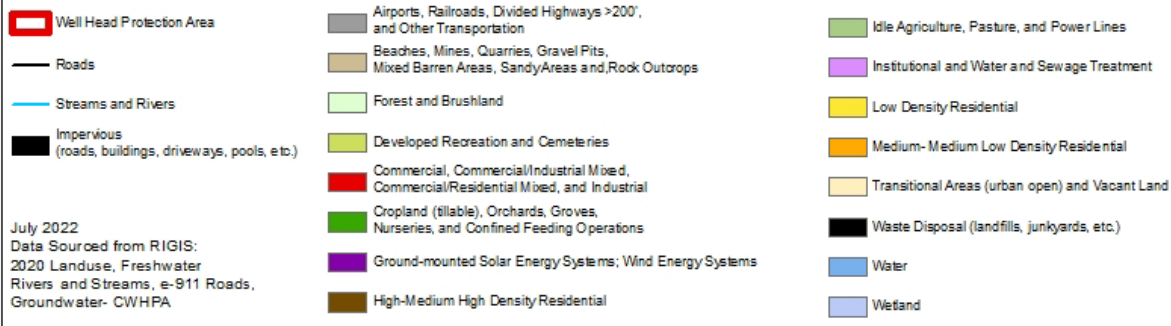 Well Head Protection Area
Roads
Streams and Rivers
Impervious
(roads, buildings, driveways, pools, etc.)
July 2022
Data Sourced from RIGIS:
2020 Landuse, Freshwater
Rivers and Streams, e-911 Roads,
Groundwater- CWHPA
Airports, Railroads, Divided Highways >200',
and Other Transportation
Beaches, Mines, Quarries, Gravel Pits,
Mixed Barren Areas, SandyAreas and,Rock Outcrops
Forest and Brushland
Developed Recreation and Cemeteries
Commercial, Commercial/Industrial Mixed,
Commercial/Residential Mixed, and Industrial
Cropland (tillable), Orchards, Groves,
Nurseries, and Confined Feeding Operations
Ground-mounted Solar Energy Systems; Wind Energy Systems
High-Medium High Density Residential
Idle Agriculture, Pasture, and Power Lines
Institutional and Water and Sewage Treatment
Low Density Residential
Medium- Medium Low Density Residential
Transitional Areas (urban open) and Vacant Land
Waste Disposal (landfills, junkyards, etc.)
Water
Wetland